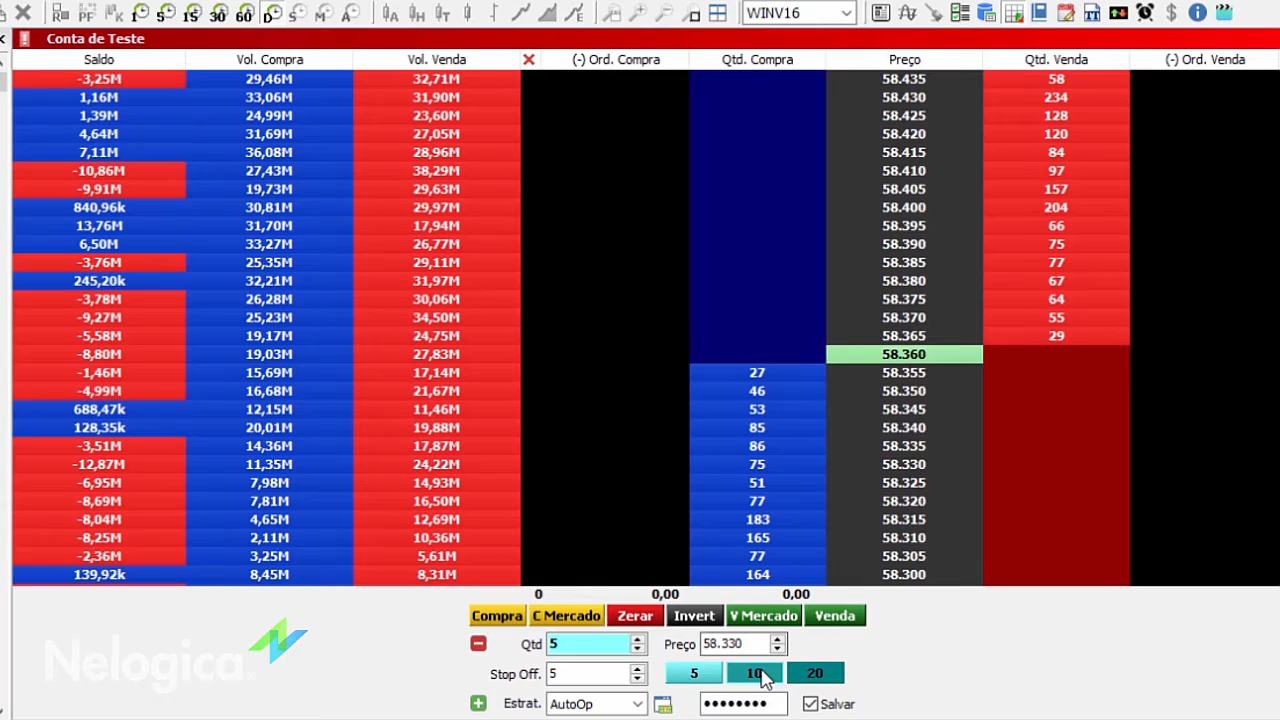 1 5 15 30 60 D S M A WINV16
Conta de Teste
Saldo Vol. Compra Vol. Venda (-) Ord. Compra Qtd. Compra Preço Qtd. Venda (-) Ord. Venda
-3,25M 29,46M 32,71M 58.435 58
1,16M 33,06M 31,90M 58.430 234
1,39M 24,99M 23,60M 58.425 128
4,64M 31,69M 27,05M 58.420 120
7,11M 36,08M 28,96M 58.415 84
-10,86M 27,43M 38,29M 58.410 97
-9,91M 19,73M 29,63M 58.405 157
840,96k 30,81M 29,97M 58.400 204
13,76M 31,70M 17,94M 58.395 66
6,50M 33,27M 26,77M 58.390 75
-3,76M 25,35M 29,11M 58.385 77
245,20k 32,21M 31,97M 58.380 67
-3,78M 26,28M 30,06M 58.375 64
-9,27M 25,23M 34,50M 58.370 55
-5,58M 19,17M 24,75M 58.365 29
-8,80M 19,03M 27,83M 58.360
-1,46M 15,69M 17,14M 27 58.355
-4,99M 16,68M 21,67M 46 58.350
688,47k 12,15M 11,46M 53 58.345
128,35k 20,01M 19,88M 85 58.340
-3,51M 14,36M 17,87M 86 58.335
-12,87M 11,35M 24,22M 75 58.330
-6,95M 7,98M 14,93M 51 58.325
-8,69M 7,81M 16,50M 77 58.320
-8,04M 4,65M 12,69M 183 58.315
-8,25M 2,11M 10,36M 165 58.310
-2,36M 3,25M 5,61M 77 58.305
139,92k 8,45M 8,31M 164 58.300
0 0,00 0,00
Compra C Mercado Zerar Invert V Mercado Venda
Qtd 5 Preço 58.330
Stop Off. 5 5 10 20
Estrat. AutoOp •••••••• Salvar
Nelogica